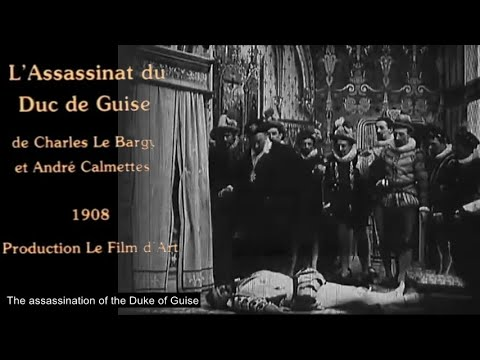 L'Assassinat du
Duc de Guise
de Charles Le Bargy
et André Calmettes
1908
Production Le Film d'Art
The assassination of the Duke of Guise